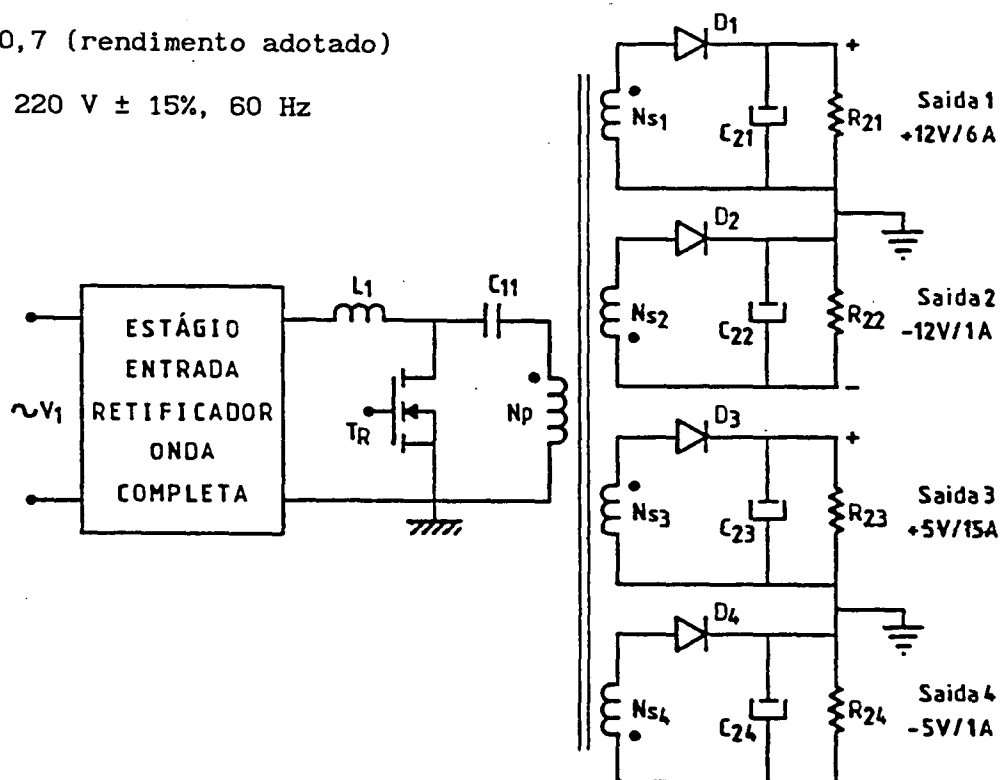 0,7 (rendimento adotado)
220 V ± 15%, 60 Hz
~V1
ESTÁGIO
ENTRADA
RETIFICADOR
ONDA
COMPLETA
L1
C11
TR
Np
Ns1
D1
C21
+
R21
Saida 1
+12V/6A
Ns2
D2
C22
R22
-
Saida 2
-12V/1A
Ns3
D3
C23
+
R23
Saida 3
+5V/15A
Ns4
D4
C24
R24
Saida 4
-5V/1A